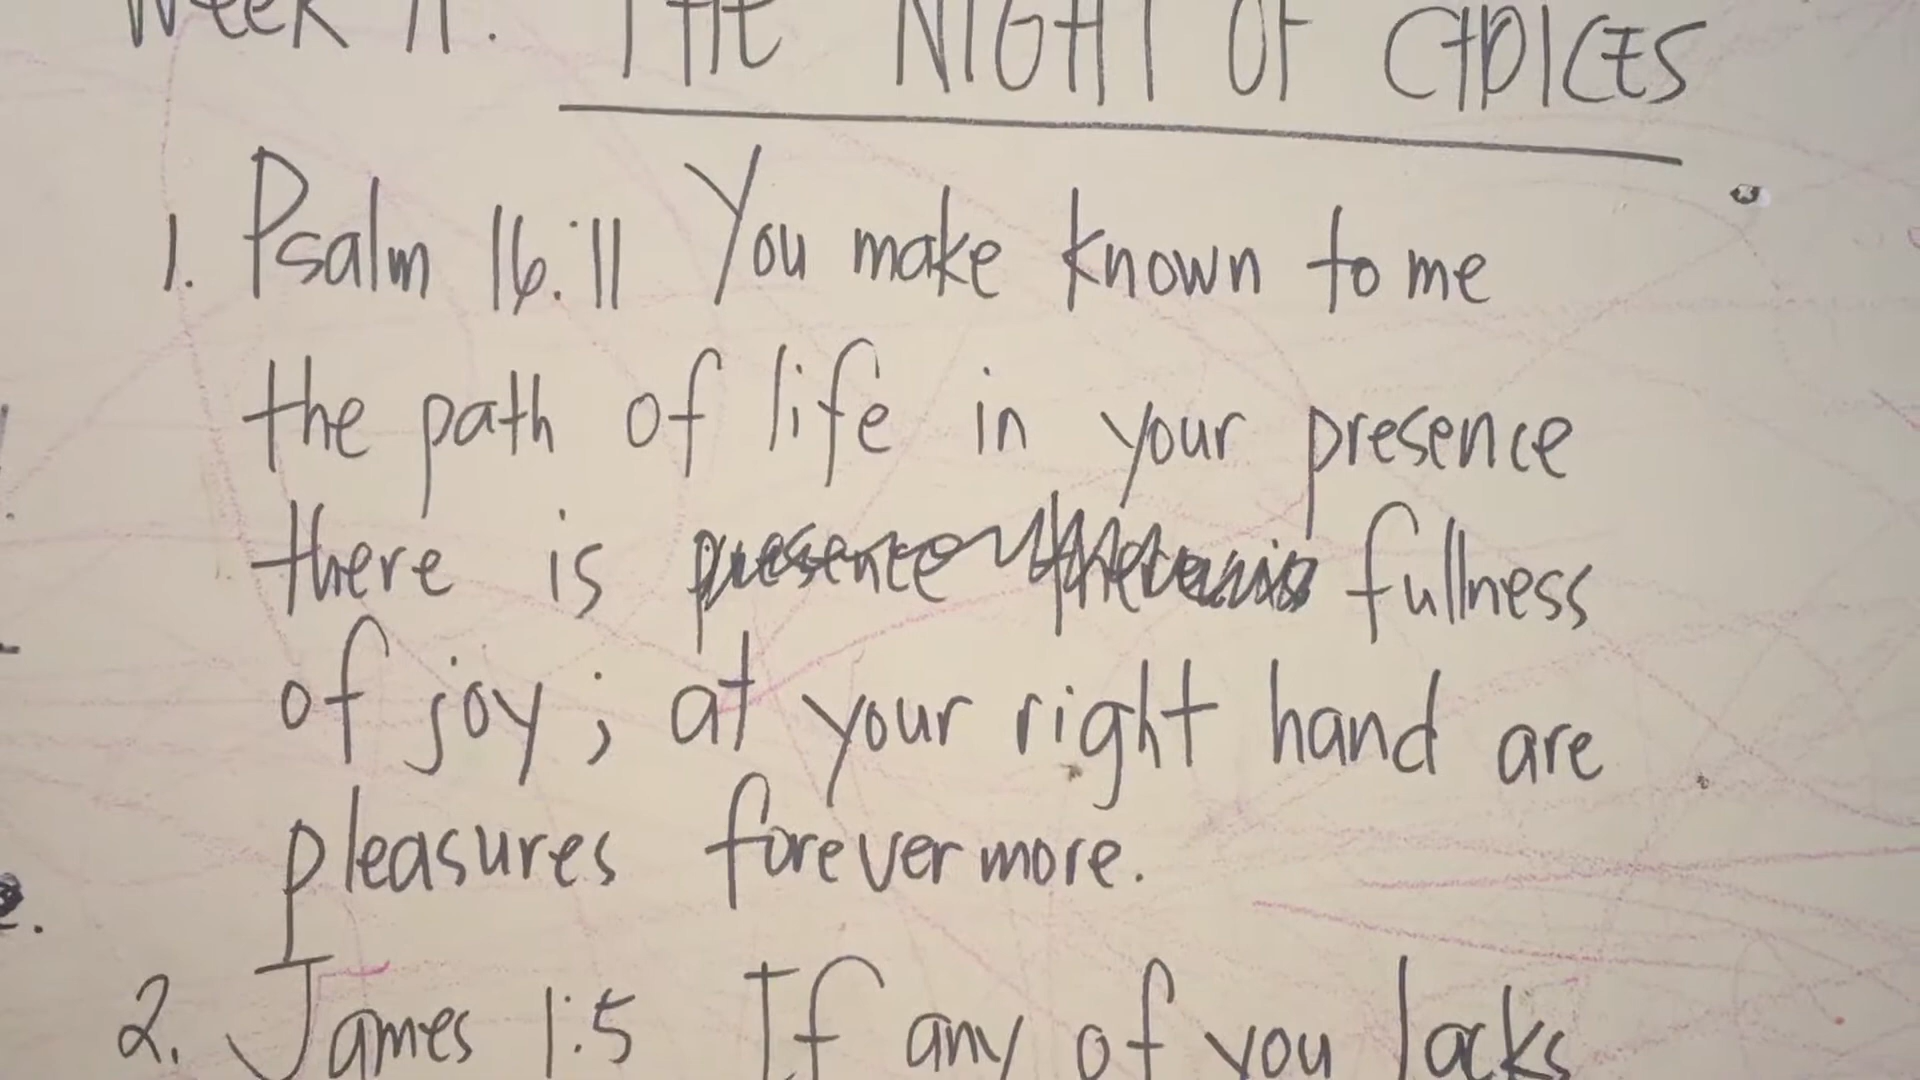 Week 11: THE NIGHT OF CHOICES
1. Psalm 16:11 You make known to me
the path of life in your presence
there is fullness
of joy; at your right hand are
pleasures forevermore.
2. James 1:5 If any of you lacks